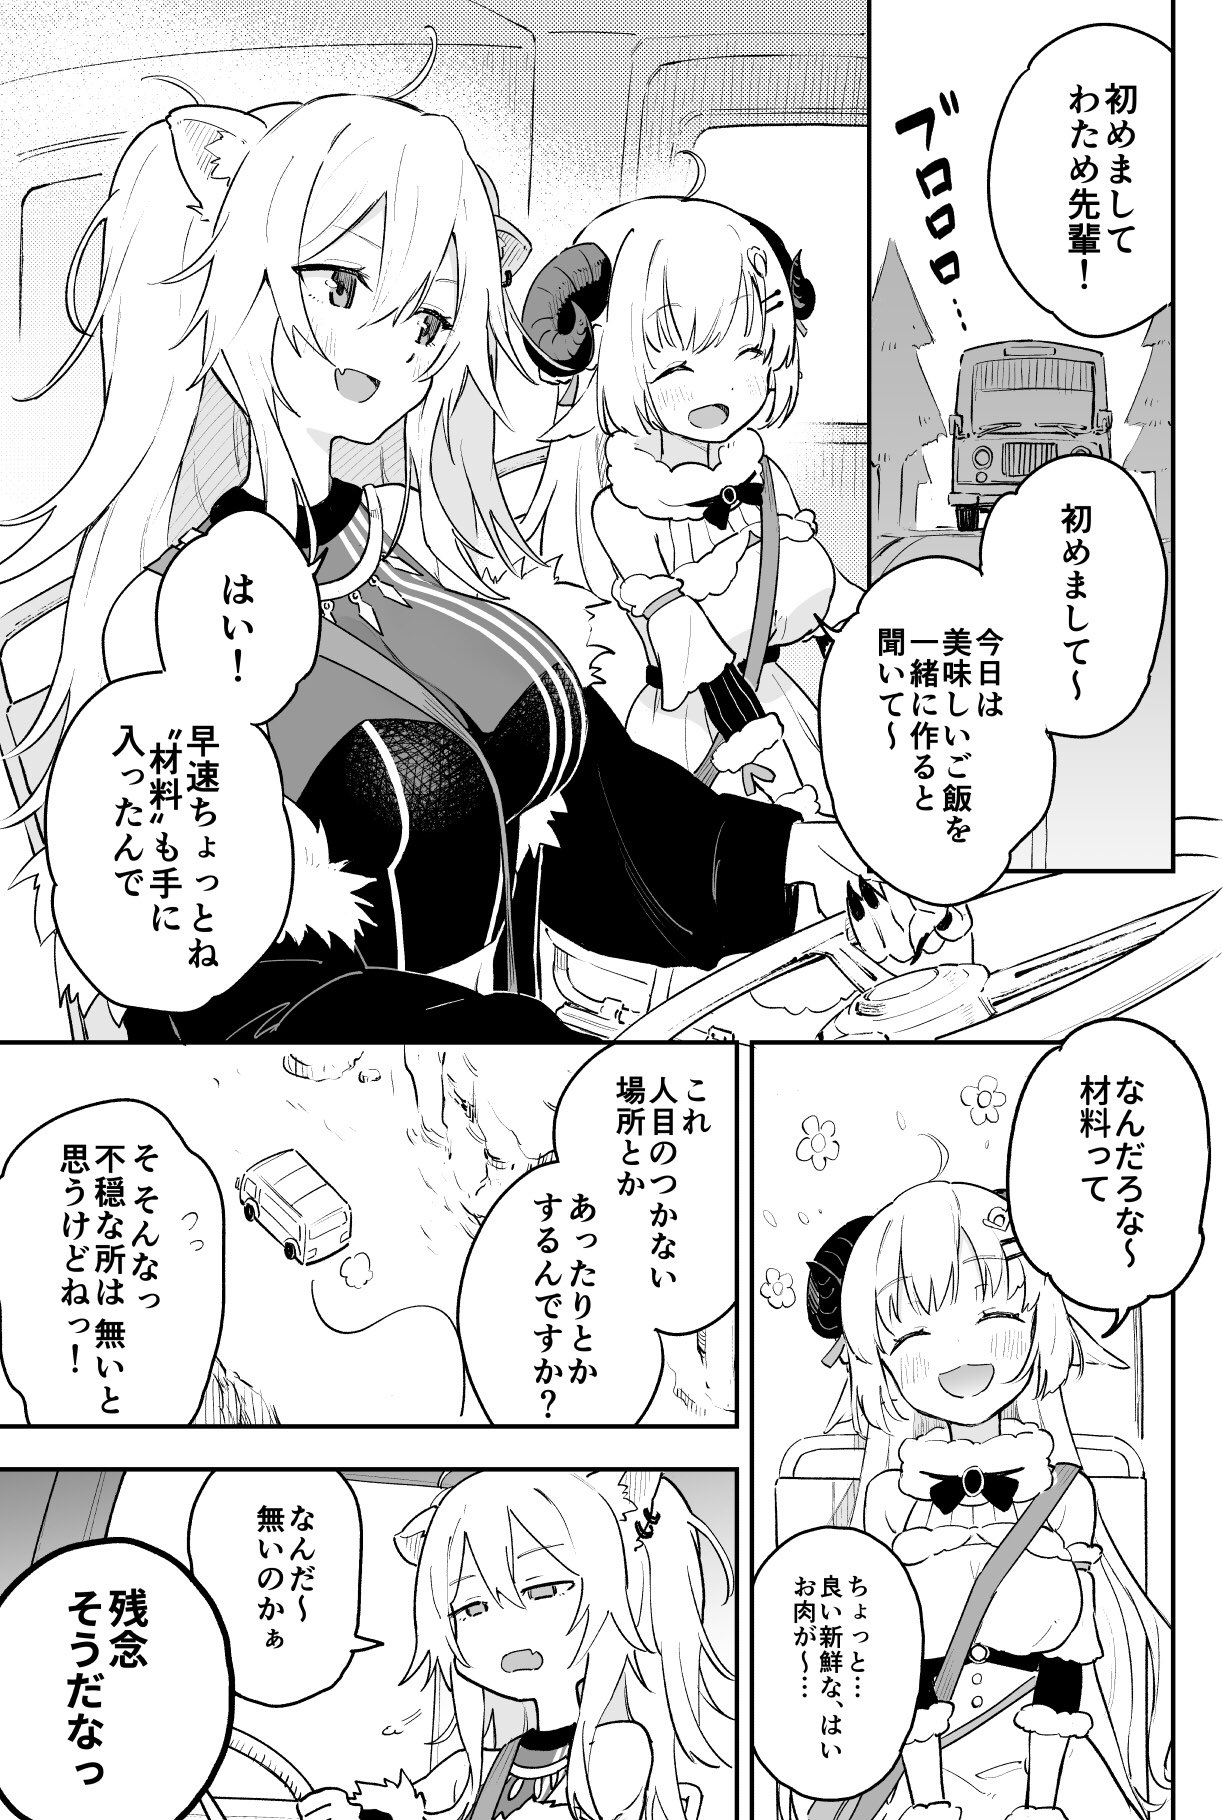 初めまして
わため先輩！
ブロロロ…
初めまして～
今日は
美味しいご飯を
一緒に作ると
聞いて～
はい！
早速ちょっとね
〝材料〟も手に
入ったんで
なんだろな～
材料って
ちょっと…
良い新鮮な、はい
お肉が～…
これ
人目のつかない
場所とか
あったりとか
するんですか？
そ そんなっ
不穏な所は 無いと
思うけどねっ！
なんだ～
無いのかぁ
残念
そうだなっ